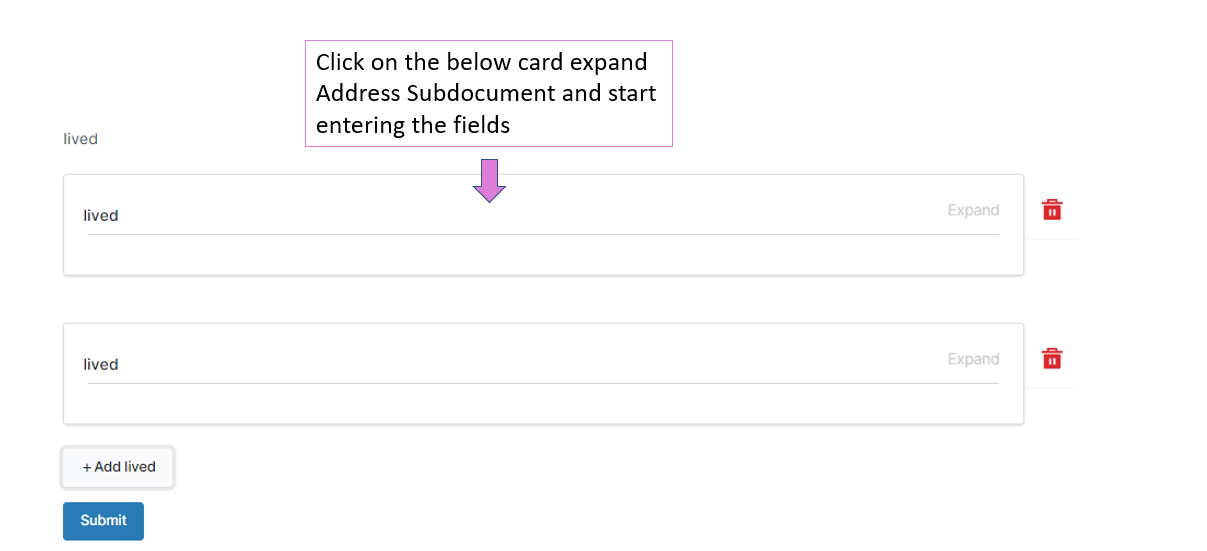 Click on the below card expand
Address Subdocument and start
entering the fields
lived
lived
Expand
lived
Expand
+ Add lived
Submit